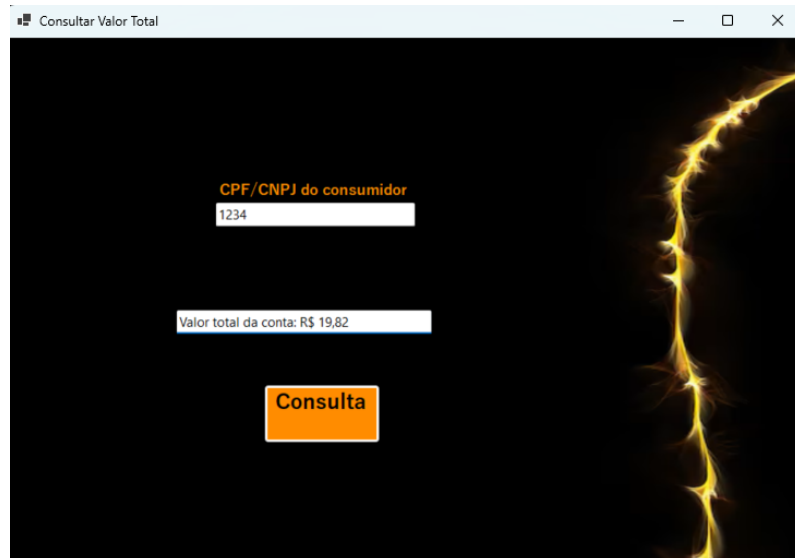 Consultar Valor Total
CPF/CNPJ do consumidor
1234
Valor total da conta: R$ 19,82
Consulta